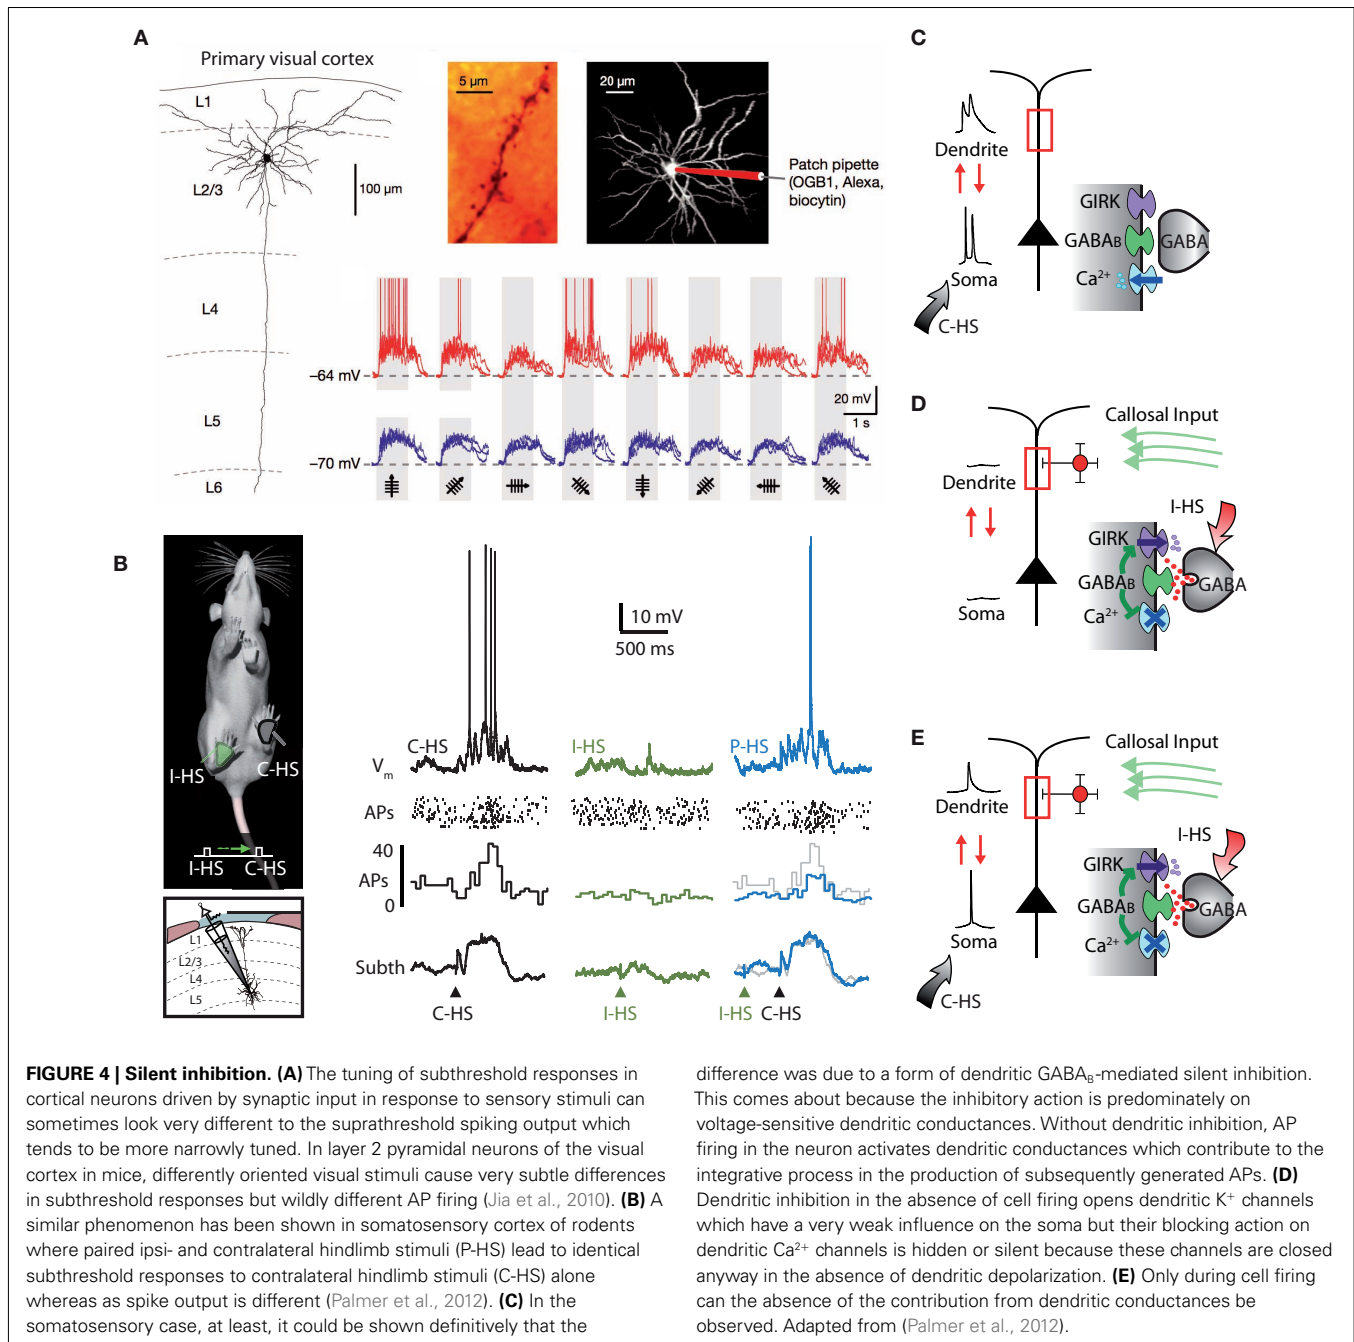 A
Primary visual cortex
L1
L2/3
L4
L5
L6
100 µm
5 µm
20 µm
Patch pipette
(OGB1, Alexa,
biocytin)
–64 mV
20 mV
1 s
–70 mV
B
I-HS
C-HS
I-HS
C-HS
L1
L2/3
L4
L5
10 mV
500 ms
C-HS
I-HS
P-HS
Vm
APs
40
APs
0
Subth
C-HS
I-HS
I-HS
C-HS
C
Dendrite
Soma
C-HS
GIRK
GABAB
Ca2+
GABA
D
Callosal Input
Dendrite
I-HS
GIRK
GABAB
GABA
Ca2+
Soma
E
Callosal Input
Dendrite
I-HS
GIRK
GABAB
GABA
Ca2+
Soma
C-HS
FIGURE 4 | Silent inhibition. (A) The tuning of subthreshold responses in
cortical neurons driven by synaptic input in response to sensory stimuli can
sometimes look very different to the suprathreshold spiking output which
tends to be more narrowly tuned. In layer 2 pyramidal neurons of the visual
cortex in mice, differently oriented visual stimuli cause very subtle differences
in subthreshold responses but wildly different AP firing (Jia et al., 2010). (B) A
similar phenomenon has been shown in somatosensory cortex of rodents
where paired ipsi- and contralateral hindlimb stimuli (P-HS) lead to identical
subthreshold responses to contralateral hindlimb stimuli (C-HS) alone
whereas as spike output is different (Palmer et al., 2012). (C) In the
somatosensory case, at least, it could be shown definitively that the
difference was due to a form of dendritic GABAB-mediated silent inhibition.
This comes about because the inhibitory action is predominately on
voltage-sensitive dendritic conductances. Without dendritic inhibition, AP
firing in the neuron activates dendritic conductances which contribute to the
integrative process in the production of subsequently generated APs. (D)
Dendritic inhibition in the absence of cell firing opens dendritic K+ channels
which have a very weak influence on the soma but their blocking action on
dendritic Ca2+ channels is hidden or silent because these channels are closed
anyway in the absence of dendritic depolarization. (E) Only during cell firing
can the absence of the contribution from dendritic conductances be
observed. Adapted from (Palmer et al., 2012).